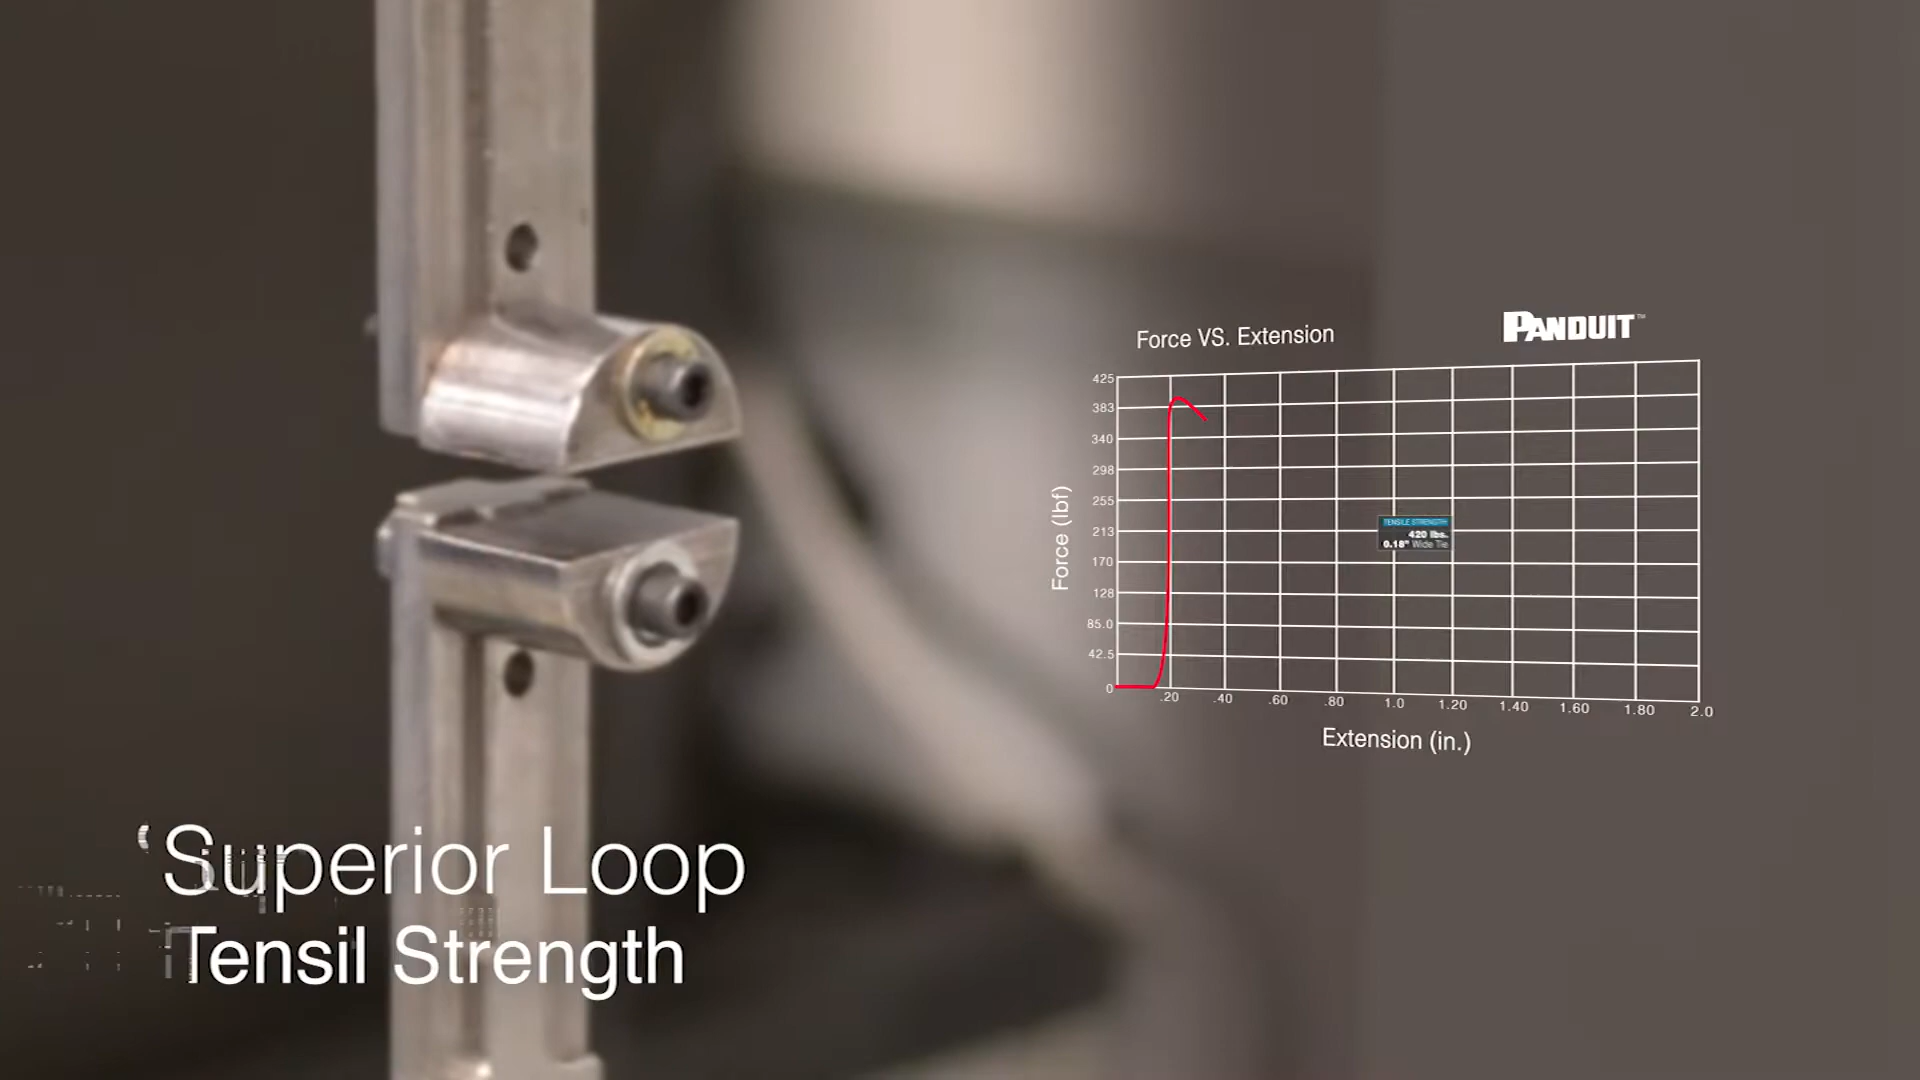 PANDUIT™
Force VS. Extension
425
383
340
298
255
213
170
128
85.0
42.5
0
Force (lbf)
TENSILE STRENGTH
420 lbs.
0.18" Wide Tie
.20 .40 .60 .80 1.0 1.20 1.40 1.60 1.80 2.0
Extension (in.)
Superior Loop
Tensil Strength